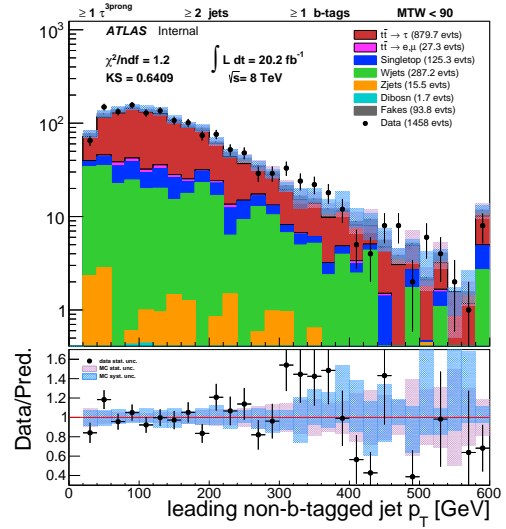 ≥ 1 τ^3prong ≥ 2 jets ≥ 1 b-tags MTW < 90
ATLAS Internal
χ²/ndf = 1.2
KS = 0.6409
∫ L dt = 20.2 fb⁻¹
√s= 8 TeV
tt̄ → τ (879.7 evts)
tt̄ → e,μ (27.3 evts)
Singletop (125.3 evts)
Wjets (287.2 evts)
Zjets (15.5 evts)
Dibosn (1.7 evts)
Fakes (93.8 evts)
Data (1458 evts)
10²
10
1
Data/Pred.
1.6
1.4
1.2
1
0.8
0.6
0.4
data stat. unc.
MC stat. unc.
MC syst. unc.
0 100 200 300 400 500 600
leading non-b-tagged jet p_T [GeV]